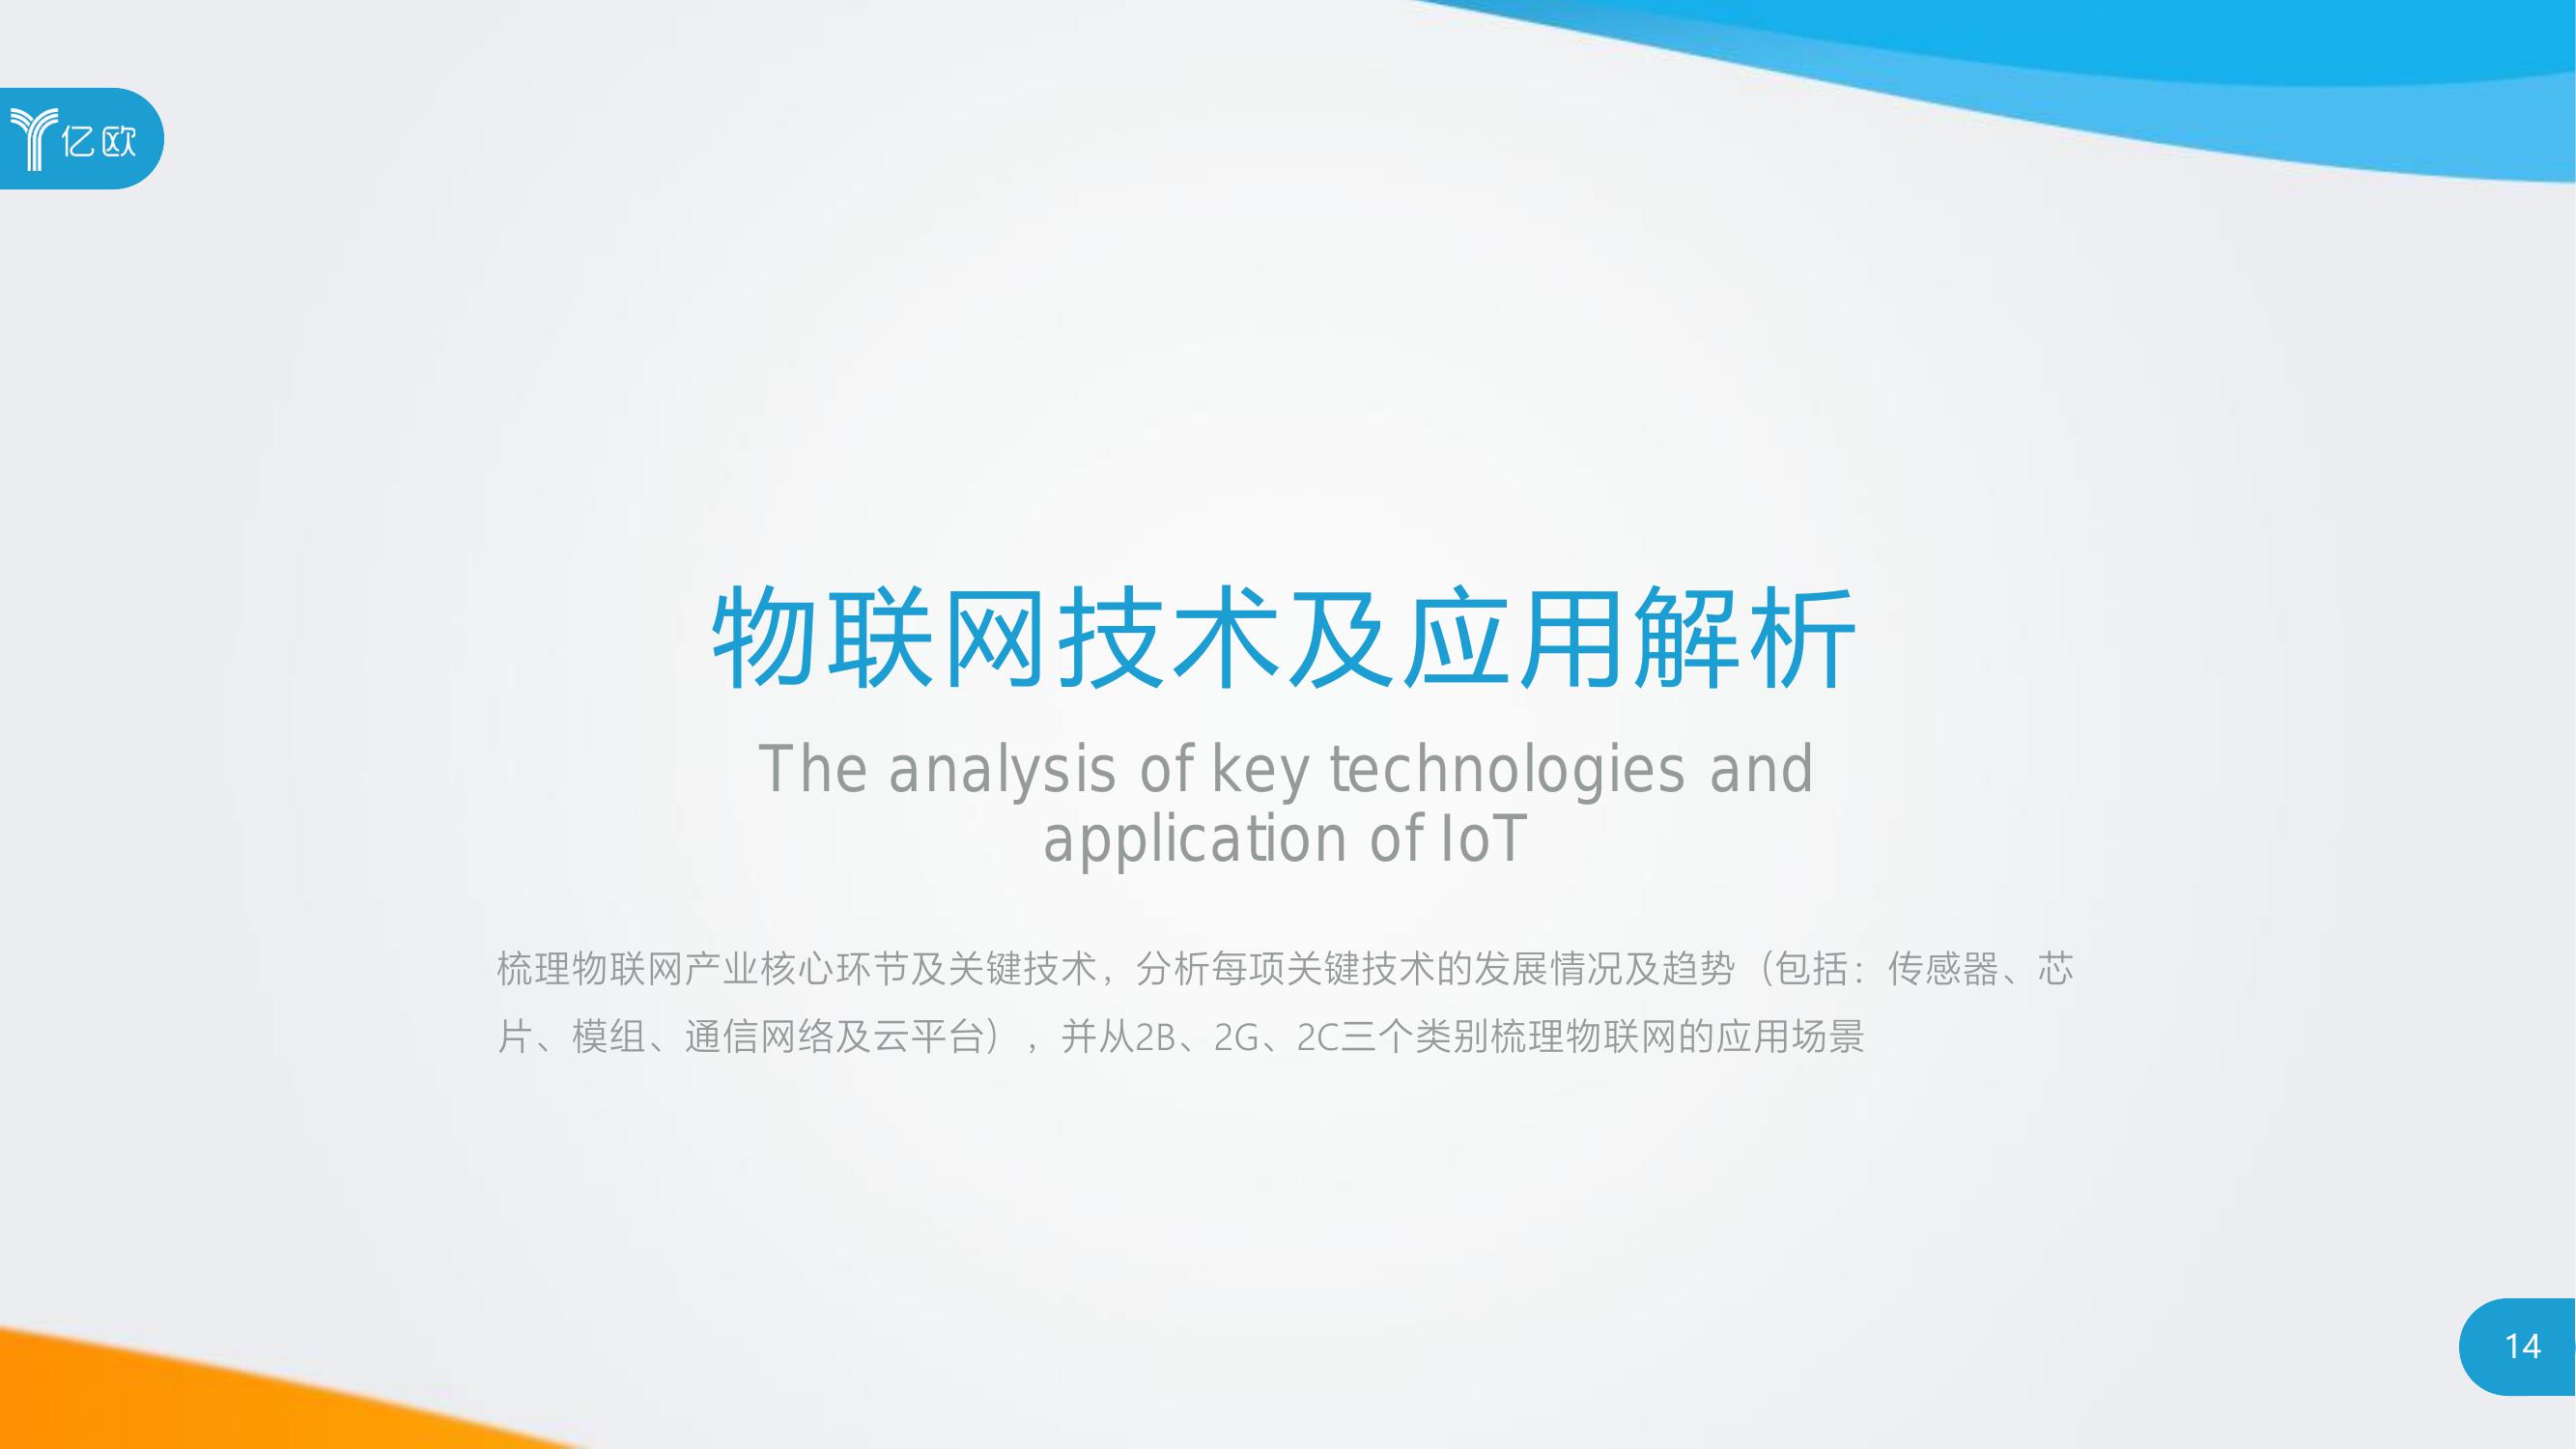 亿欧
物联网技术及应用解析
The analysis of key technologies and
application of IoT
梳理物联网产业核心环节及关键技术，分析每项关键技术的发展情况及趋势（包括：传感器、芯
片、模组、通信网络及云平台），并从2B、2G、2C三个类别梳理物联网的应用场景
14